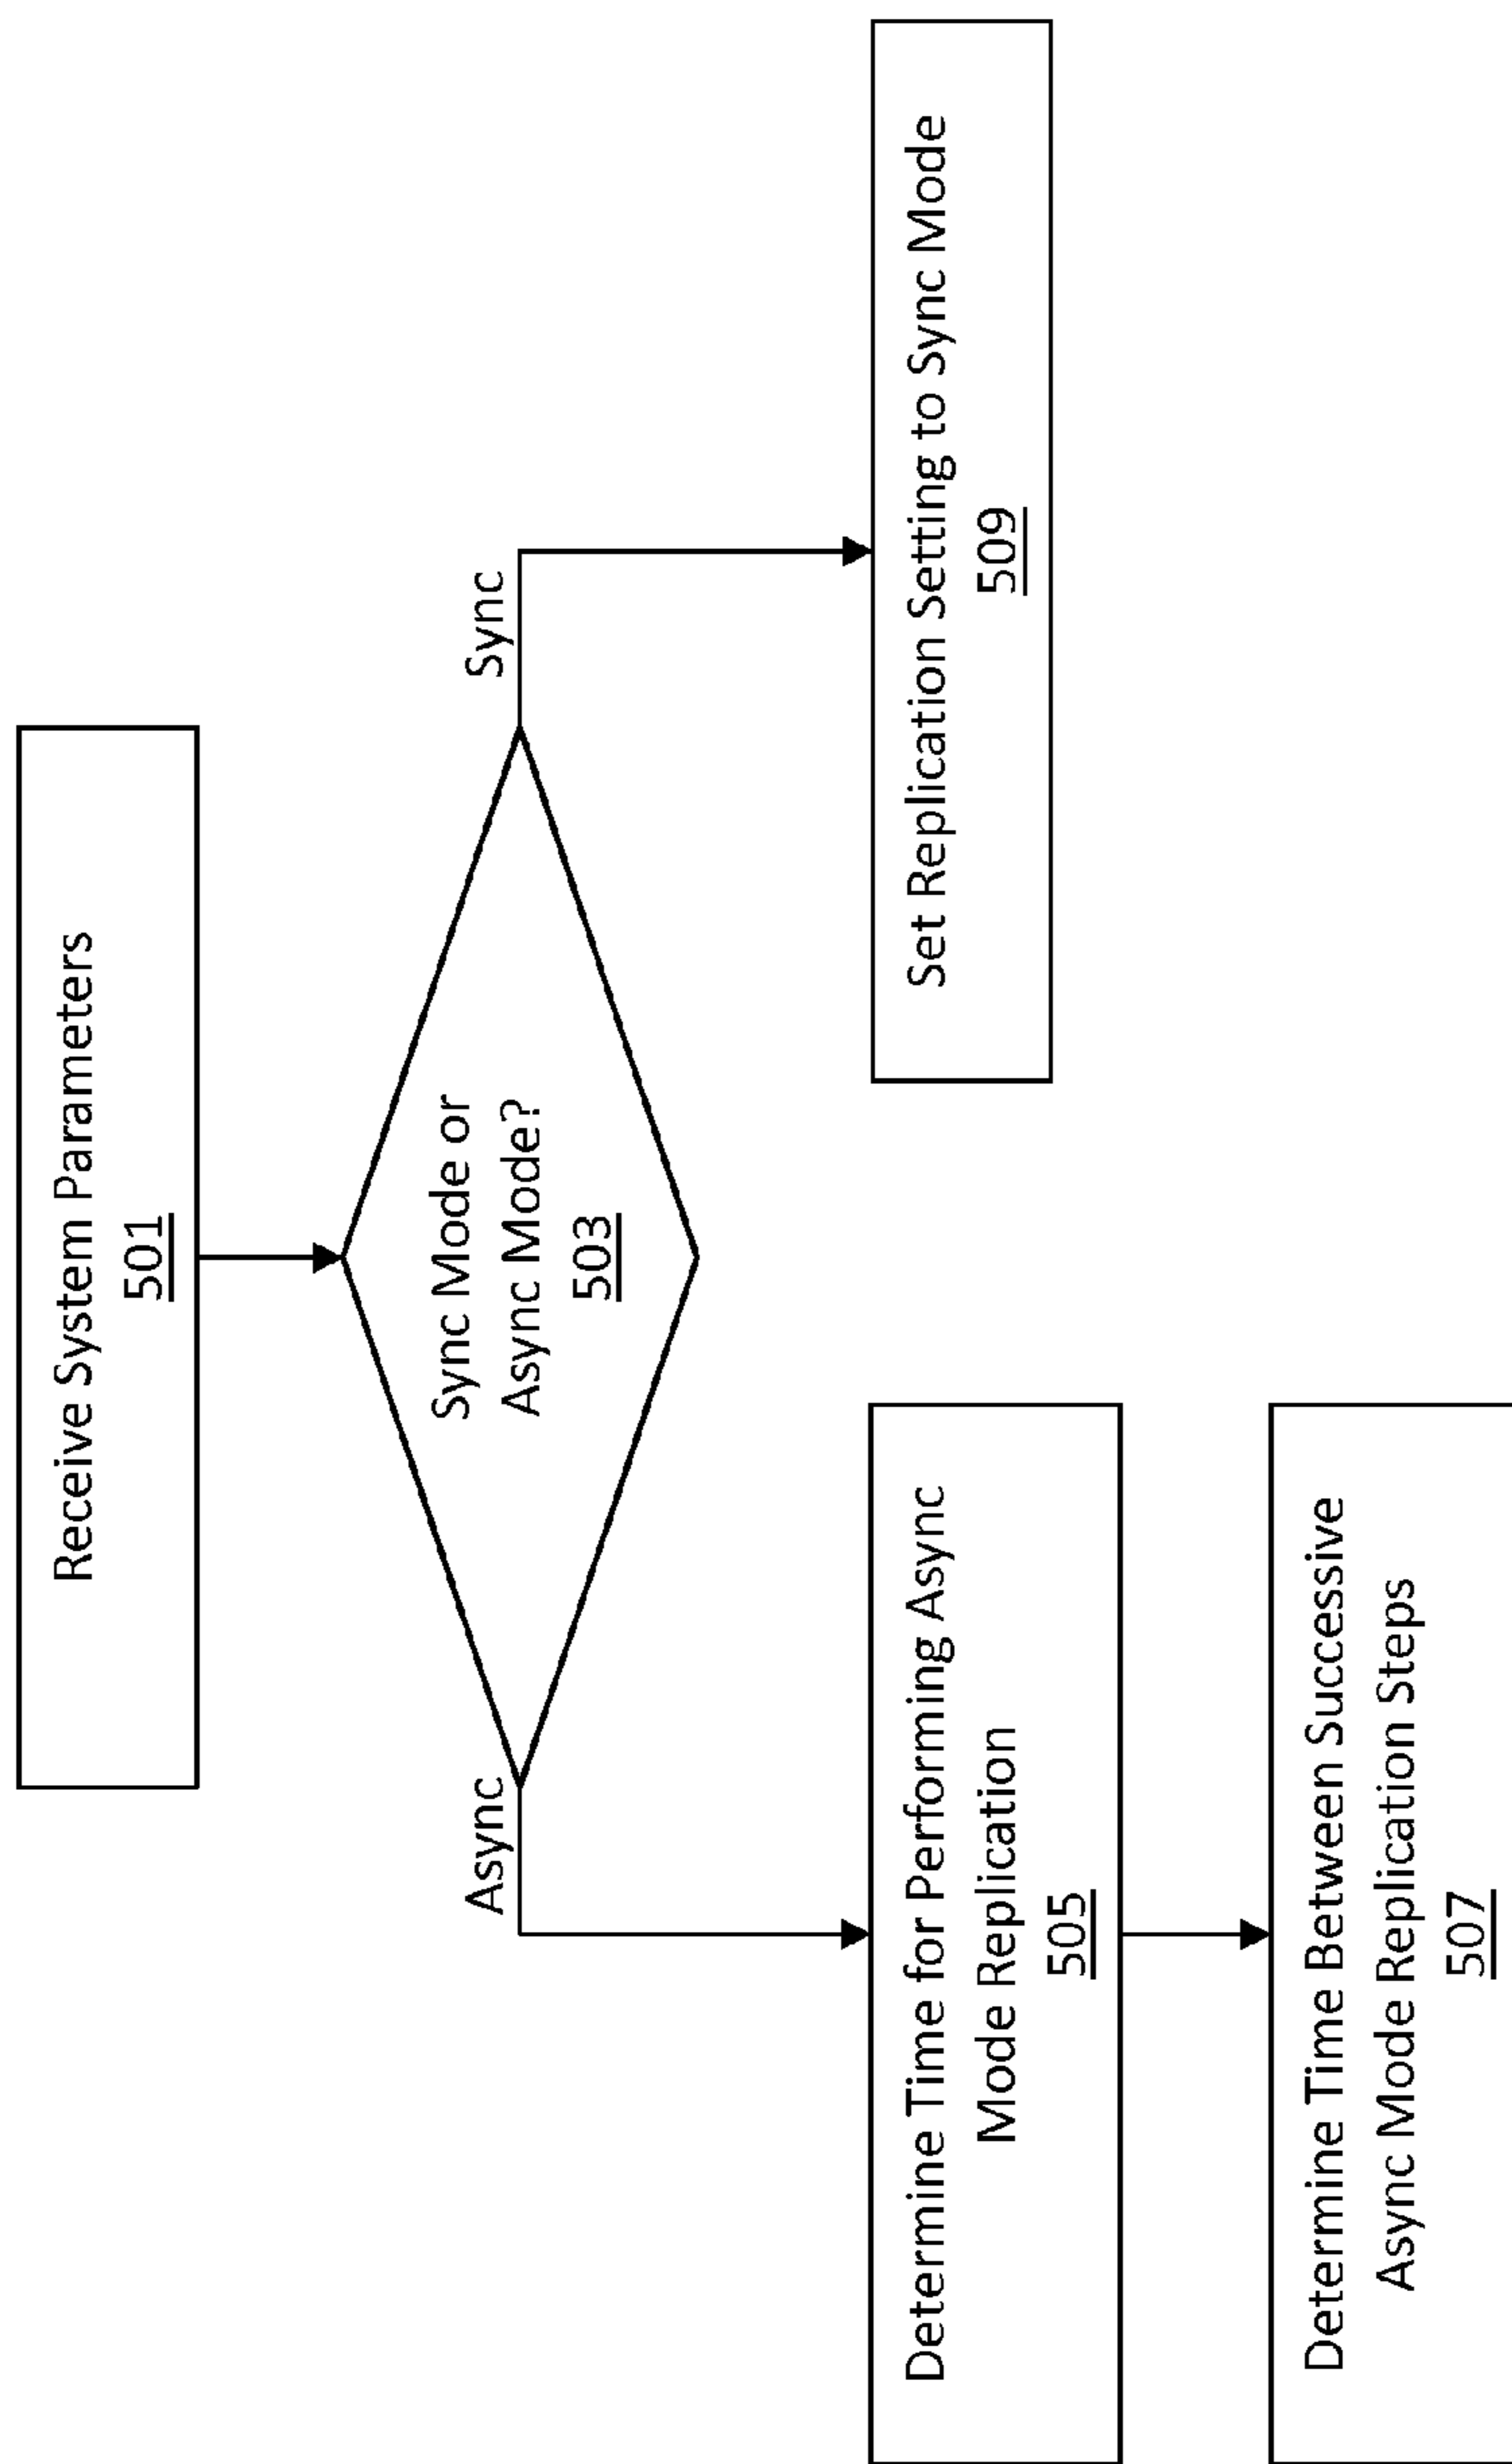 Receive System Parameters
501
Sync Mode or
Async Mode?
503
Async
Sync
Determine Time for Performing Async
Mode Replication
505
Set Replication Setting to Sync Mode
509
Determine Time Between Successive
Async Mode Replication Steps
507